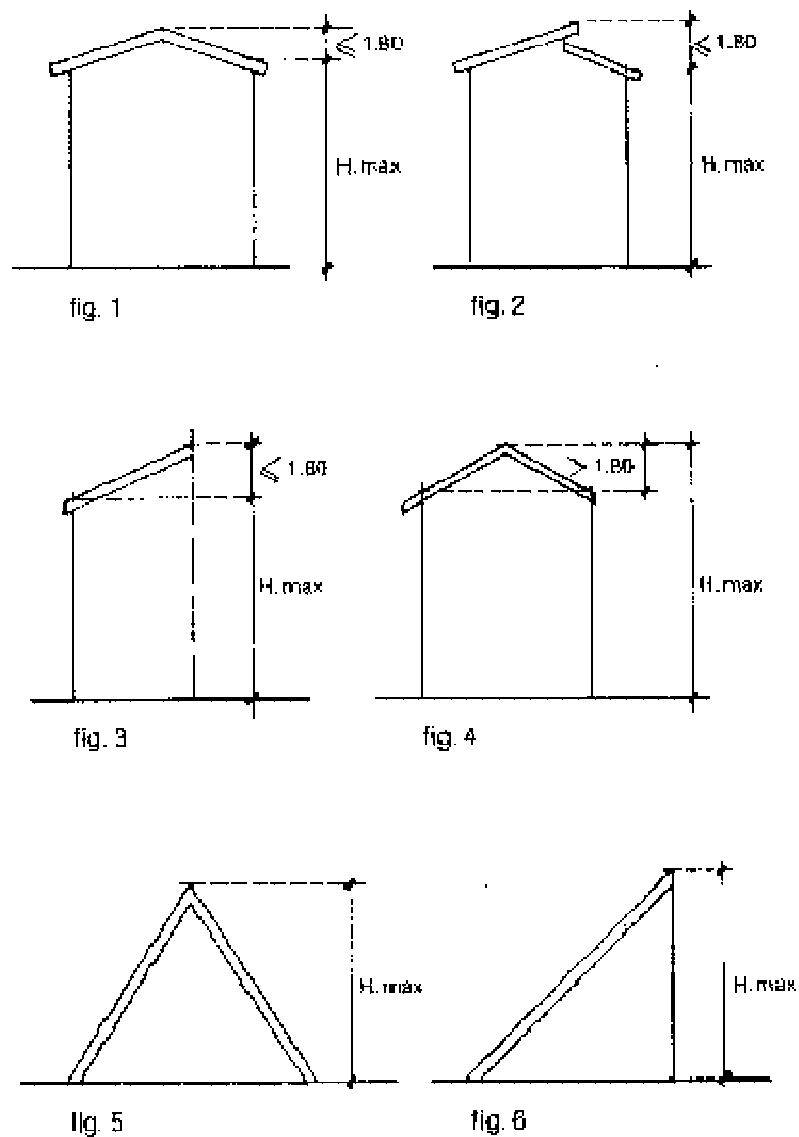 ≤ 1.80
≤ 1.80
H.max
H.max
fig. 1
fig. 2
≤ 1.80
> 1.80
H.max
H.max
fig. 3
fig. 4
H.max
H.max
fig. 5
fig. 6